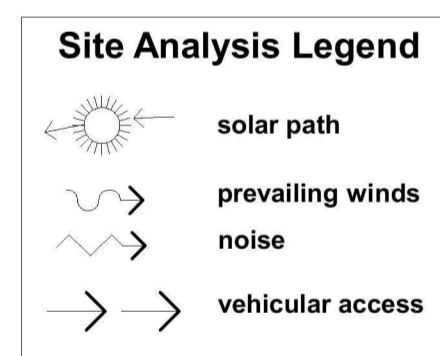 Site Analysis Legend
solar path
prevailing winds
noise
vehicular access